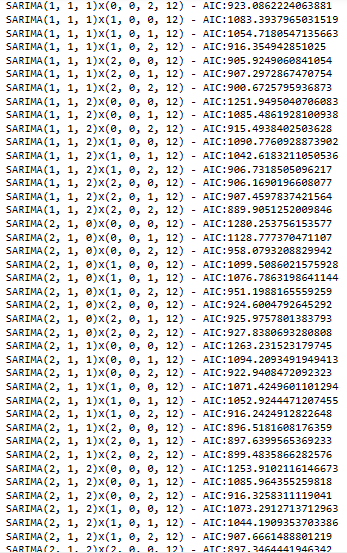 SARIMA(1, 1, 1)x(0, 0, 2, 12) - AIC:923.0862224063881
SARIMA(1, 1, 1)x(1, 0, 0, 12) - AIC:1083.3937965031519
SARIMA(1, 1, 1)x(1, 0, 1, 12) - AIC:1054.7180547135663
SARIMA(1, 1, 1)x(1, 0, 2, 12) - AIC:916.354942851025
SARIMA(1, 1, 1)x(2, 0, 0, 12) - AIC:905.9249060841054
SARIMA(1, 1, 1)x(2, 0, 1, 12) - AIC:907.2972867470754
SARIMA(1, 1, 1)x(2, 0, 2, 12) - AIC:900.6725795936873
SARIMA(1, 1, 2)x(0, 0, 0, 12) - AIC:1251.9495040706083
SARIMA(1, 1, 2)x(0, 0, 1, 12) - AIC:1085.4861928100938
SARIMA(1, 1, 2)x(0, 0, 2, 12) - AIC:915.4938402503628
SARIMA(1, 1, 2)x(1, 0, 0, 12) - AIC:1090.7760928873902
SARIMA(1, 1, 2)x(1, 0, 1, 12) - AIC:1042.6183211050536
SARIMA(1, 1, 2)x(1, 0, 2, 12) - AIC:906.7318505096217
SARIMA(1, 1, 2)x(2, 0, 0, 12) - AIC:906.1690196608077
SARIMA(1, 1, 2)x(2, 0, 1, 12) - AIC:907.4597837421564
SARIMA(1, 1, 2)x(2, 0, 2, 12) - AIC:889.9051252009846
SARIMA(2, 1, 0)x(0, 0, 0, 12) - AIC:1280.253756153577
SARIMA(2, 1, 0)x(0, 0, 1, 12) - AIC:1128.777370471107
SARIMA(2, 1, 0)x(0, 0, 2, 12) - AIC:958.0793208829942
SARIMA(2, 1, 0)x(1, 0, 0, 12) - AIC:1099.5086021575928
SARIMA(2, 1, 0)x(1, 0, 1, 12) - AIC:1076.7863198641144
SARIMA(2, 1, 0)x(1, 0, 2, 12) - AIC:951.1988165559259
SARIMA(2, 1, 0)x(2, 0, 0, 12) - AIC:924.6004792645292
SARIMA(2, 1, 0)x(2, 0, 1, 12) - AIC:925.9757801383793
SARIMA(2, 1, 0)x(2, 0, 2, 12) - AIC:927.8380693280808
SARIMA(2, 1, 1)x(0, 0, 0, 12) - AIC:1263.231523179745
SARIMA(2, 1, 1)x(0, 0, 1, 12) - AIC:1094.2093491949413
SARIMA(2, 1, 1)x(0, 0, 2, 12) - AIC:922.9408472092323
SARIMA(2, 1, 1)x(1, 0, 0, 12) - AIC:1071.4249601101294
SARIMA(2, 1, 1)x(1, 0, 1, 12) - AIC:1052.9244471207455
SARIMA(2, 1, 1)x(1, 0, 2, 12) - AIC:916.2424912822648
SARIMA(2, 1, 1)x(2, 0, 0, 12) - AIC:896.5181608176359
SARIMA(2, 1, 1)x(2, 0, 1, 12) - AIC:897.6399565369233
SARIMA(2, 1, 1)x(2, 0, 2, 12) - AIC:899.4835866282576
SARIMA(2, 1, 2)x(0, 0, 0, 12) - AIC:1253.9102116146673
SARIMA(2, 1, 2)x(0, 0, 1, 12) - AIC:1085.964355259818
SARIMA(2, 1, 2)x(0, 0, 2, 12) - AIC:916.3258311119041
SARIMA(2, 1, 2)x(1, 0, 0, 12) - AIC:1073.2912713712963
SARIMA(2, 1, 2)x(1, 0, 1, 12) - AIC:1044.1909353703386
SARIMA(2, 1, 2)x(1, 0, 2, 12) - AIC:907.6661488801219
SARIMA(2, 1, 2)x(2, 0, 0, 12) - AIC:897.3464441946342